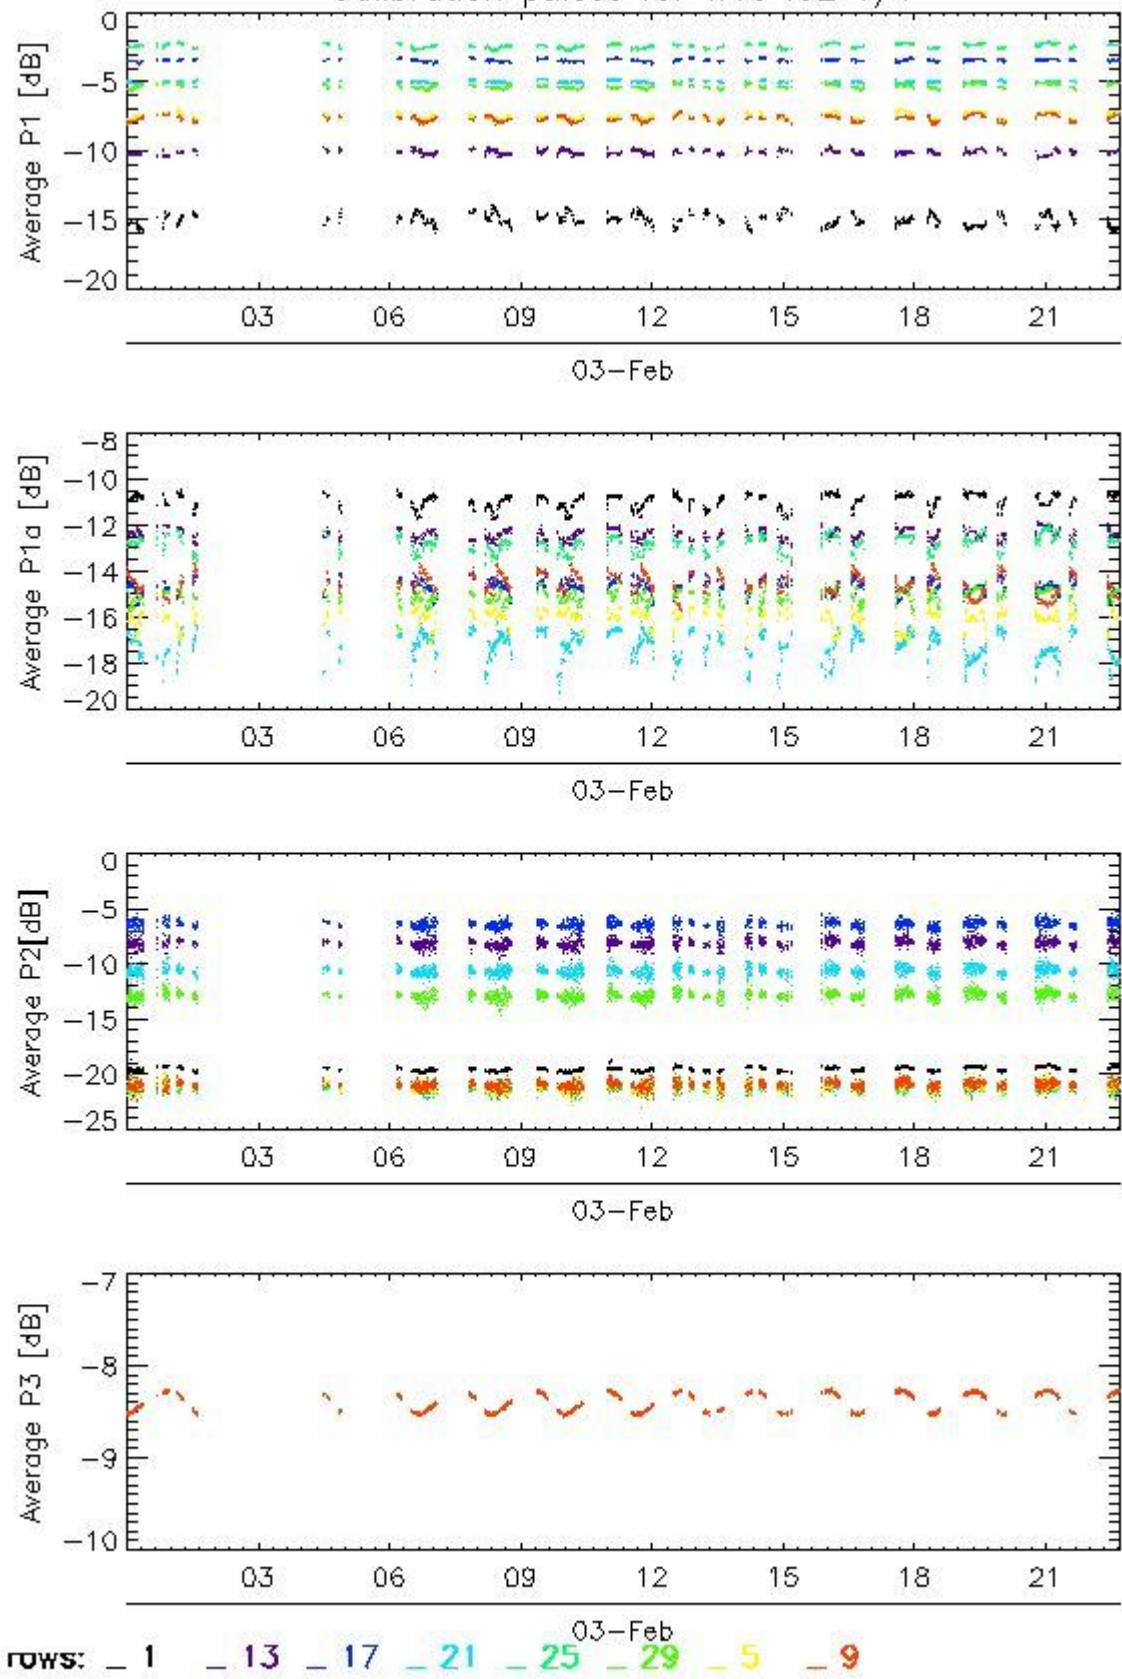 0
−5
−10
−15
−20
Average P1 [dB]
03 06 09 12 15 18 21
03−Feb
−8
−10
−12
−14
−16
−18
−20
Average P1a [dB]
03 06 09 12 15 18 21
03−Feb
0
−5
−10
−15
−20
−25
Average P2[dB]
03 06 09 12 15 18 21
03−Feb
−7
−8
−9
−10
Average P3 [dB]
03 06 09 12 15 18 21
03−Feb
rows: _ 1 _ 13 _ 17 _ 21 _ 25 _ 29 _ 5 _ 9